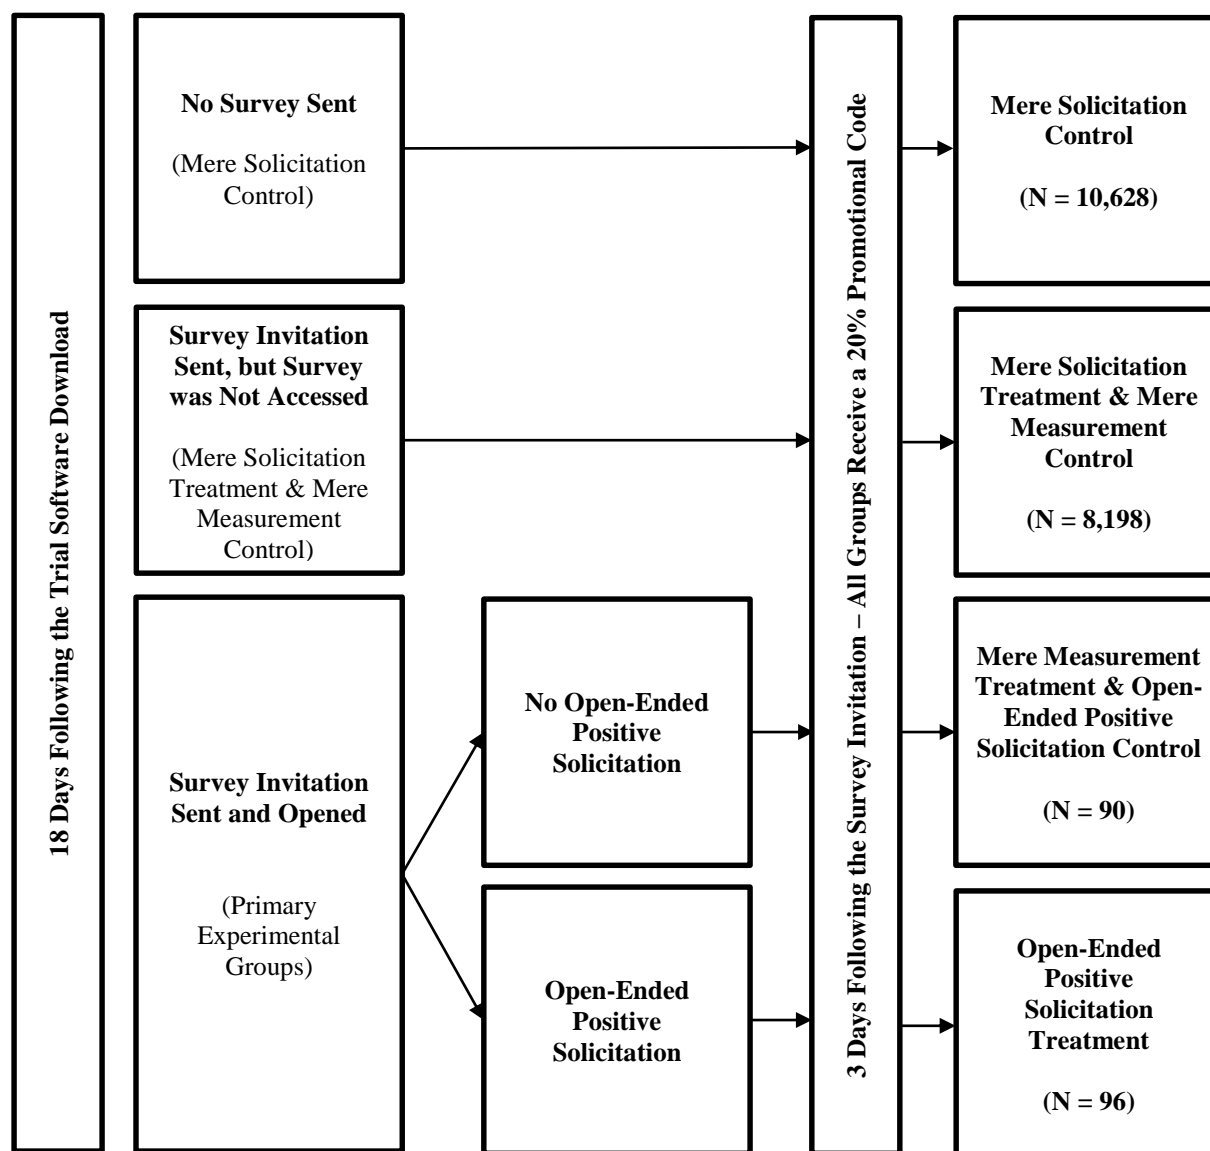 18 Days Following the Trial Software Download
No Survey Sent
(Mere Solicitation
Control)
Survey Invitation
Sent, but Survey
was Not Accessed
(Mere Solicitation
Treatment & Mere
Measurement
Control)
Survey Invitation
Sent and Opened
(Primary
Experimental
Groups)
No Open-Ended
Positive
Solicitation
Open-Ended
Positive
Solicitation
3 Days Following the Survey Invitation – All Groups Receive a 20% Promotional Code
Mere Solicitation
Control
(N = 10,628)
Mere Solicitation
Treatment & Mere
Measurement
Control
(N = 8,198)
Mere Measurement
Treatment & Open-
Ended Positive
Solicitation Control
(N = 90)
Open-Ended
Positive
Solicitation
Treatment
(N = 96)